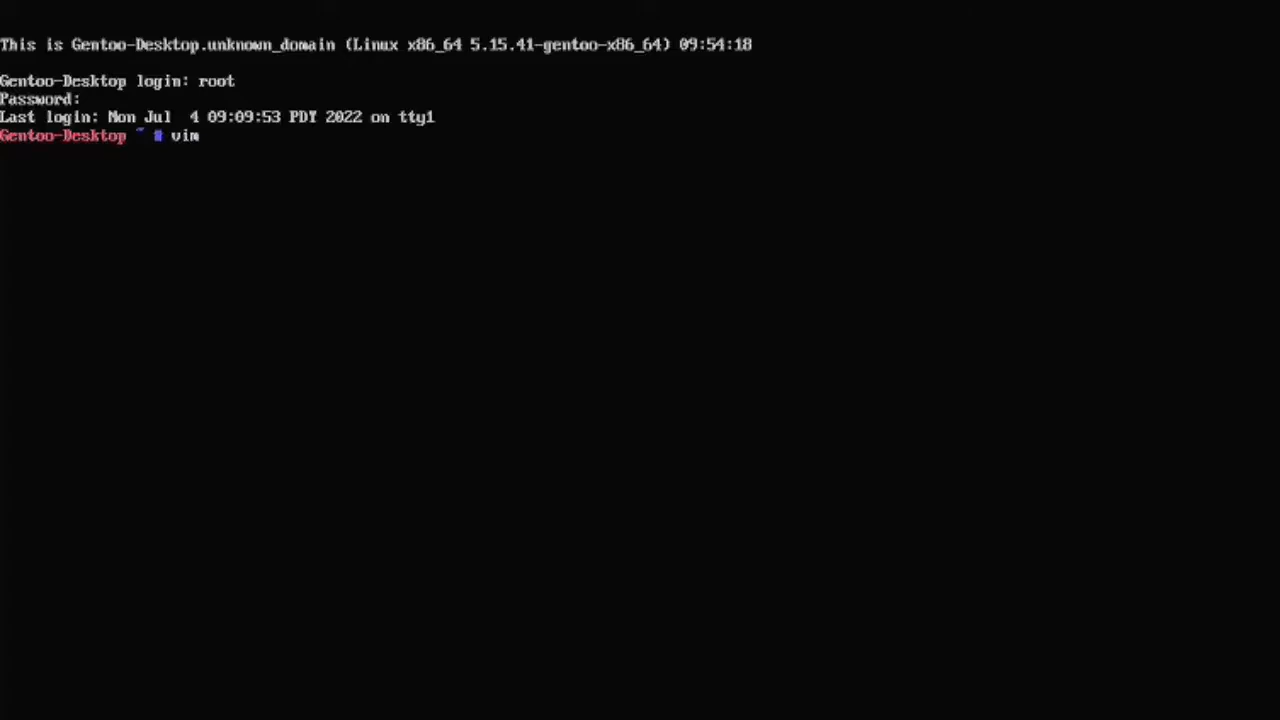 This is Gentoo-Desktop.unknown_domain (Linux x86_64 5.15.41-gentoo-x86_64) 09:54:18
Gentoo-Desktop login: root
Password:
Last login: Mon Jul  4 09:09:53 PDY 2022 on tty1
Gentoo-Desktop ~ # vim